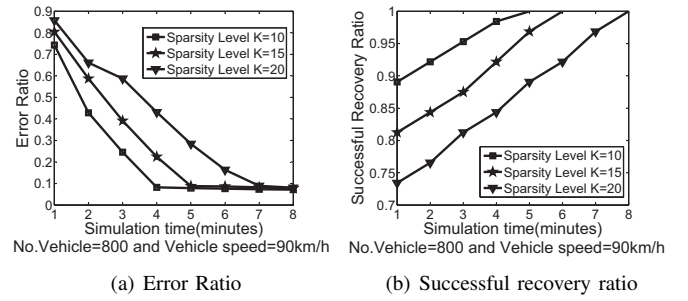 Error Ratio
0.9
0.8
0.7
0.6
0.5
0.4
0.3
0.2
0.1
0
1 2 3 4 5 6 7 8
Sparsity Level K=10
Sparsity Level K=15
Sparsity Level K=20
Simulation time(minutes)
No.Vehicle=800 and Vehicle speed=90km/h
(a) Error Ratio
Successful Recovery Ratio
1
0.95
0.9
0.85
0.8
0.75
0.7
1 2 3 4 5 6 7 8
Sparsity Level K=10
Sparsity Level K=15
Sparsity Level K=20
Simulation time(minutes)
No.Vehicle=800 and Vehicle speed=90km/h
(b) Successful recovery ratio